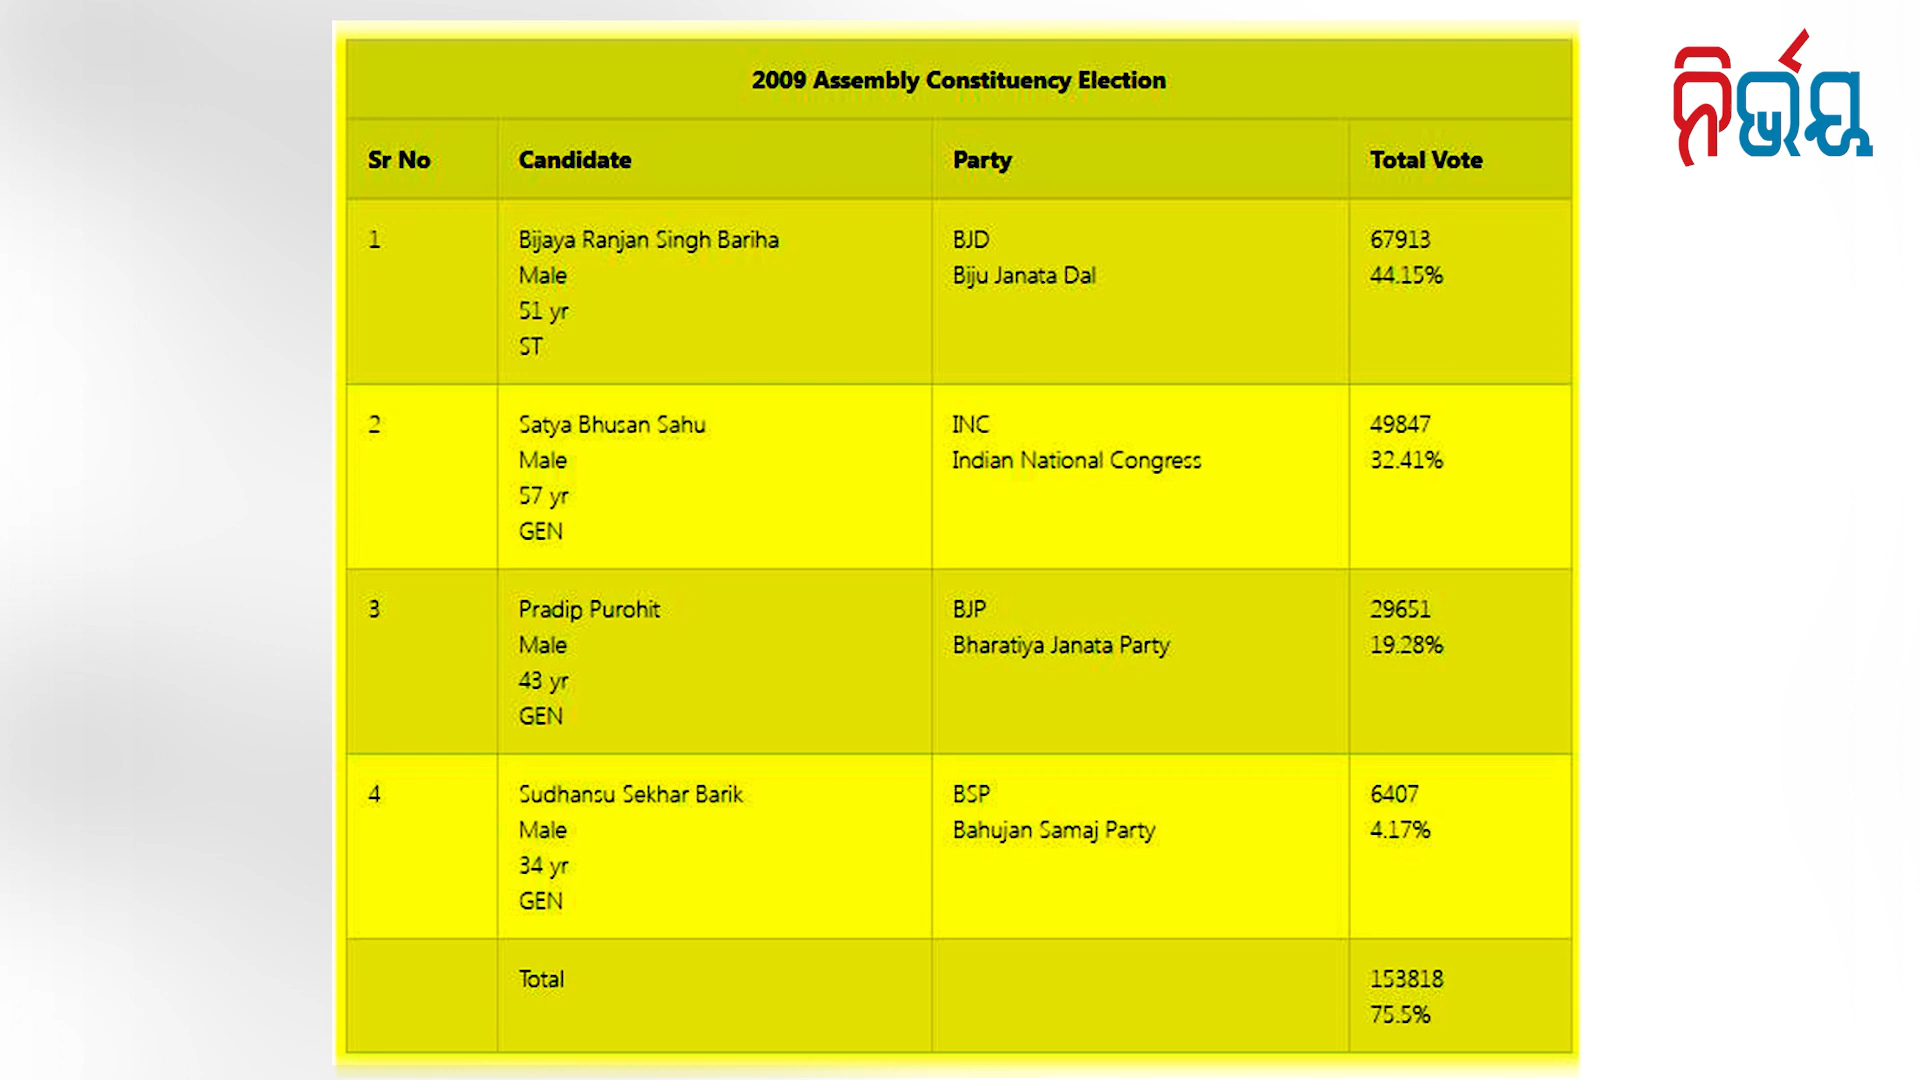 2009 Assembly Constituency Election
Sr No Candidate Party Total Vote
1 Bijaya Ranjan Singh Bariha BJD 67913
Male Biju Janata Dal 44.15%
51 yr
ST
2 Satya Bhusan Sahu INC 49847
Male Indian National Congress 32.41%
57 yr
GEN
3 Pradip Purohit BJP 29651
Male Bharatiya Janata Party 19.28%
43 yr
GEN
4 Sudhansu Sekhar Barik BSP 6407
Male Bahujan Samaj Party 4.17%
34 yr
GEN
Total 153818
75.5%
ନିର୍ଭୟ